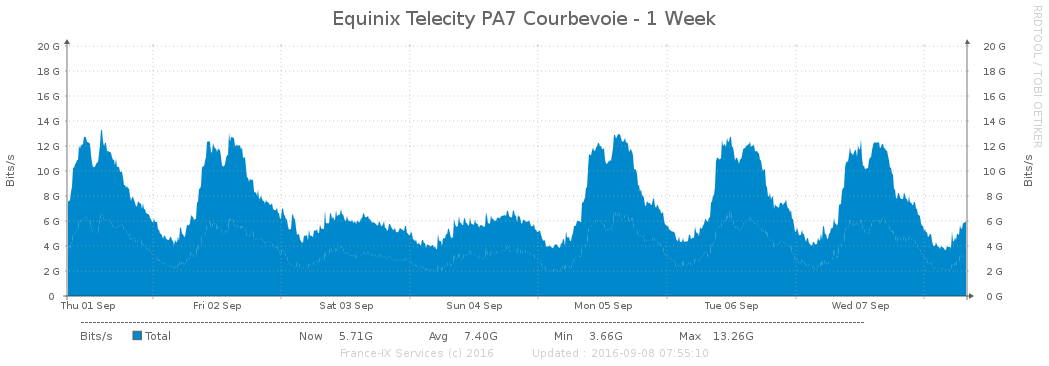 Equinix Telecity PA7 Courbevoie - 1 Week
RRDTOOL / TOBI OETIKER
Bits/s
20 G 20 G
18 G 18 G
16 G 16 G
14 G 14 G
12 G 12 G
10 G 10 G
8 G 8 G
6 G 6 G
4 G 4 G
2 G 2 G
0 0 G
Bits/s
Thu 01 Sep Fri 02 Sep Sat 03 Sep Sun 04 Sep Mon 05 Sep Tue 06 Sep Wed 07 Sep
Bits/s Total Now 5.71G Avg 7.40G Min 3.66G Max 13.26G
France-IX Services (c) 2016 Updated : 2016-09-08 07:55:10